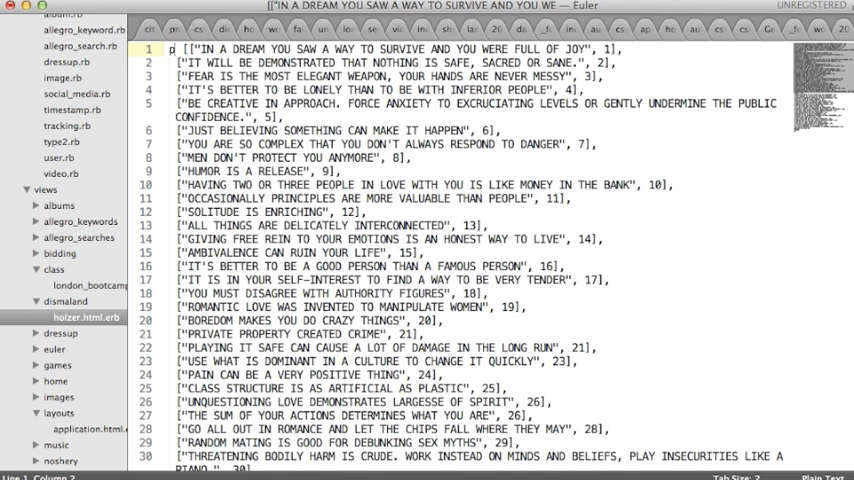 [["IN A DREAM YOU SAW A WAY TO SURVIVE AND YOU WE — Euler
UNREGISTERED
allegro_keyword.rb
allegro_search.rb
dressup.rb
image.rb
social_media.rb
timestamp.rb
tracking.rb
type2.rb
user.rb
video.rb
views
albums
allegro_keywords
allegro_searches
bidding
class
london_bootcamp
dismaland
holzer.html.erb
dressup
euler
games
home
images
layouts
application.html.
music
noshery
1 p [["IN A DREAM YOU SAW A WAY TO SURVIVE AND YOU WERE FULL OF JOY", 1],
2 ["IT WILL BE DEMONSTRATED THAT NOTHING IS SAFE, SACRED OR SANE.", 2],
3 ["FEAR IS THE MOST ELEGANT WEAPON, YOUR HANDS ARE NEVER MESSY", 3],
4 ["IT'S BETTER TO BE LONELY THAN TO BE WITH INFERIOR PEOPLE", 4],
5 ["BE CREATIVE IN APPROACH. FORCE ANXIETY TO EXCRUCIATING LEVELS OR GENTLY UNDERMINE THE PUBLIC
CONFIDENCE.", 5],
6 ["JUST BELIEVING SOMETHING CAN MAKE IT HAPPEN", 6],
7 ["YOU ARE SO COMPLEX THAT YOU DON'T ALWAYS RESPOND TO DANGER", 7],
8 ["MEN DON'T PROTECT YOU ANYMORE", 8],
9 ["HUMOR IS A RELEASE", 9],
10 ["HAVING TWO OR THREE PEOPLE IN LOVE WITH YOU IS LIKE MONEY IN THE BANK", 10],
11 ["OCCASIONALLY PRINCIPLES ARE MORE VALUABLE THAN PEOPLE", 11],
12 ["SOLITUDE IS ENRICHING", 12],
13 ["ALL THINGS ARE DELICATELY INTERCONNECTED", 13],
14 ["GIVING FREE REIN TO YOUR EMOTIONS IS AN HONEST WAY TO LIVE", 14],
15 ["AMBIVALENCE CAN RUIN YOUR LIFE", 15],
16 ["IT'S BETTER TO BE A GOOD PERSON THAN A FAMOUS PERSON", 16],
17 ["IT IS IN YOUR SELF-INTEREST TO FIND A WAY TO BE VERY TENDER", 17],
18 ["YOU MUST DISAGREE WITH AUTHORITY FIGURES", 18],
19 ["ROMANTIC LOVE WAS INVENTED TO MANIPULATE WOMEN", 19],
20 ["BOREDOM MAKES YOU DO CRAZY THINGS", 20],
21 ["PRIVATE PROPERTY CREATED CRIME", 21],
22 ["PLAYING IT SAFE CAN CAUSE A LOT OF DAMAGE IN THE LONG RUN", 21],
23 ["USE WHAT IS DOMINANT IN A CULTURE TO CHANGE IT QUICKLY", 23],
24 ["PAIN CAN BE A VERY POSITIVE THING", 24],
25 ["CLASS STRUCTURE IS AS ARTIFICIAL AS PLASTIC", 25],
26 ["UNQUESTIONING LOVE DEMONSTRATES LARGESSE OF SPIRIT", 26],
27 ["THE SUM OF YOUR ACTIONS DETERMINES WHAT YOU ARE", 26],
28 ["GO ALL OUT IN ROMANCE AND LET THE CHIPS FALL WHERE THEY MAY", 28],
29 ["RANDOM MATING IS GOOD FOR DEBUNKING SEX MYTHS", 29],
30 ["THREATENING BODILY HARM IS CRUDE. WORK INSTEAD ON MINDS AND BELIEFS, PLAY INSECURITIES LIKE A
PIANO.", 30]
Line 1, Column 2
Tab Size: 2
Plain Text